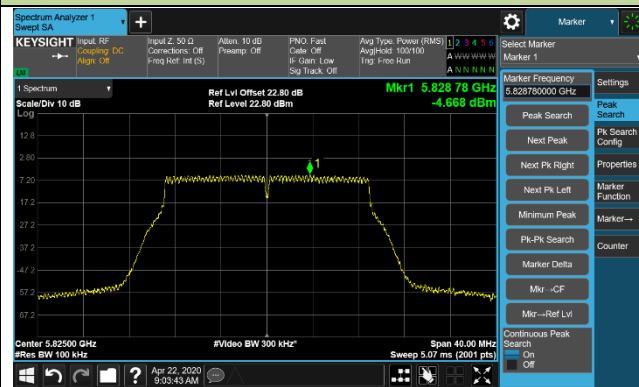 Spectrum Analyzer 1
Swept SA
Marker
KEYSIGHT
Input: RF
Coupling: DC
Align: Off
Input Z: 50 Ω
Corrections: Off
Freq Ref: Int (S)
Atten: 10 dB
Preamp: Off
PNO: Fast
Gate: Off
IF Gain: Low
Sig Track: Off
Avg Type: Power (RMS)
Avg|Hold: 100/100
Trig: Free Run
1 2 3 4 5 6
A W W W W W
A N N N N N
LW
1 Spectrum
Scale/Div 10 dB
Log
Ref Lvl Offset 22.80 dB
Ref Level 22.80 dBm
Mkr1 5.828 78 GHz
-4.668 dBm
12.8
2.80
-7.20
-17.2
-27.2
-37.2
-47.2
-57.2
-67.2
1
Center 5.82500 GHz
#Res BW 100 kHz
#Video BW 300 kHz*
Span 40.00 MHz
Sweep 5.07 ms (2001 pts)
Select Marker
Marker 1
Marker Frequency
5.828780000 GHz
Peak Search
Next Peak
Next Pk Right
Next Pk Left
Minimum Peak
Pk-Pk Search
Marker Delta
Mkr→CF
Mkr→Ref Lvl
Continuous Peak
Search
On
Off
Settings
Peak
Search
Pk Search
Config
Properties
Marker
Function
Marker→
Counter
Apr 22, 2020
9:03:43 AM